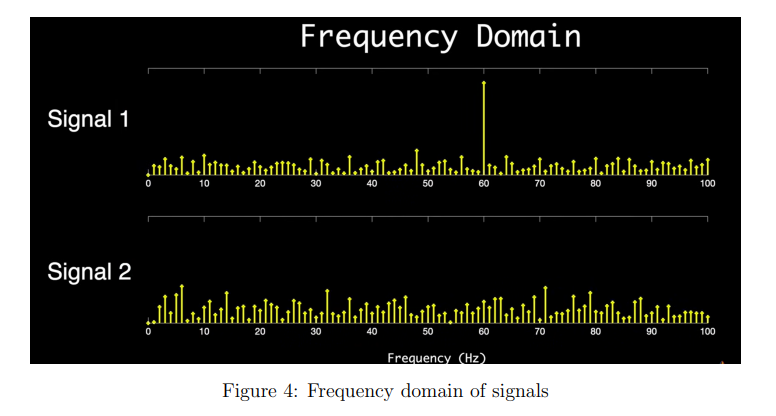 Frequency Domain
Signal 1
0 10 20 30 40 50 60 70 80 90 100
Signal 2
0 10 20 30 40 50 60 70 80 90 100
Frequency (Hz)
Figure 4: Frequency domain of signals